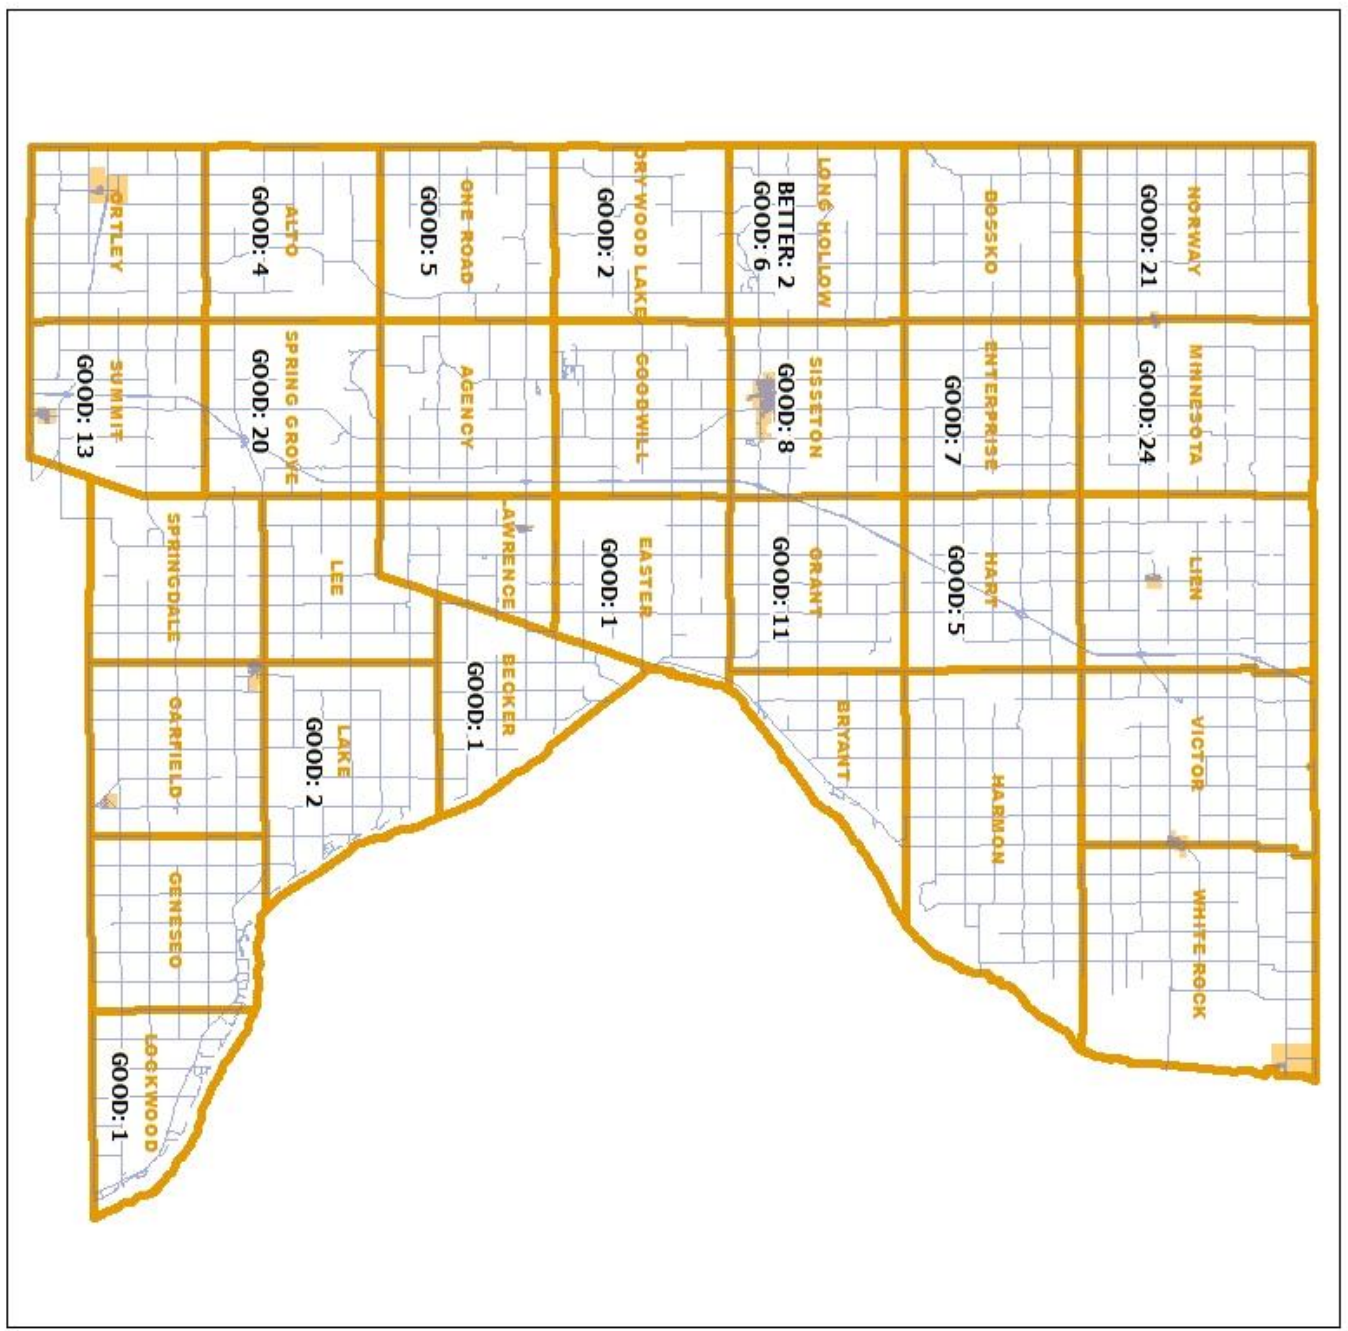 NORWAY
GOOD: 21
MINNESOTA
GOOD: 24
LIEN
VICTOR
WHITE ROCK
BOSSKO
ENTERPRISE
GOOD: 7
HART
GOOD: 5
HARMON
LONG HOLLOW
BETTER: 2
GOOD: 6
SISSETON
GOOD: 8
GRANT
GOOD: 11
BRYANT
DRYWOOD LAKE
GOOD: 2
GOODWILL
EASTER
GOOD: 1
ONE ROAD
GOOD: 5
AGENCY
LAWRENCE
BECKER
GOOD: 1
ALTO
GOOD: 4
SPRING GROVE
GOOD: 20
LEE
LAKE
GOOD: 2
ORTLEY
SUMMIT
GOOD: 13
SPRINGDALE
GARFIELD
GENESEO
LOCKWOOD
GOOD: 1